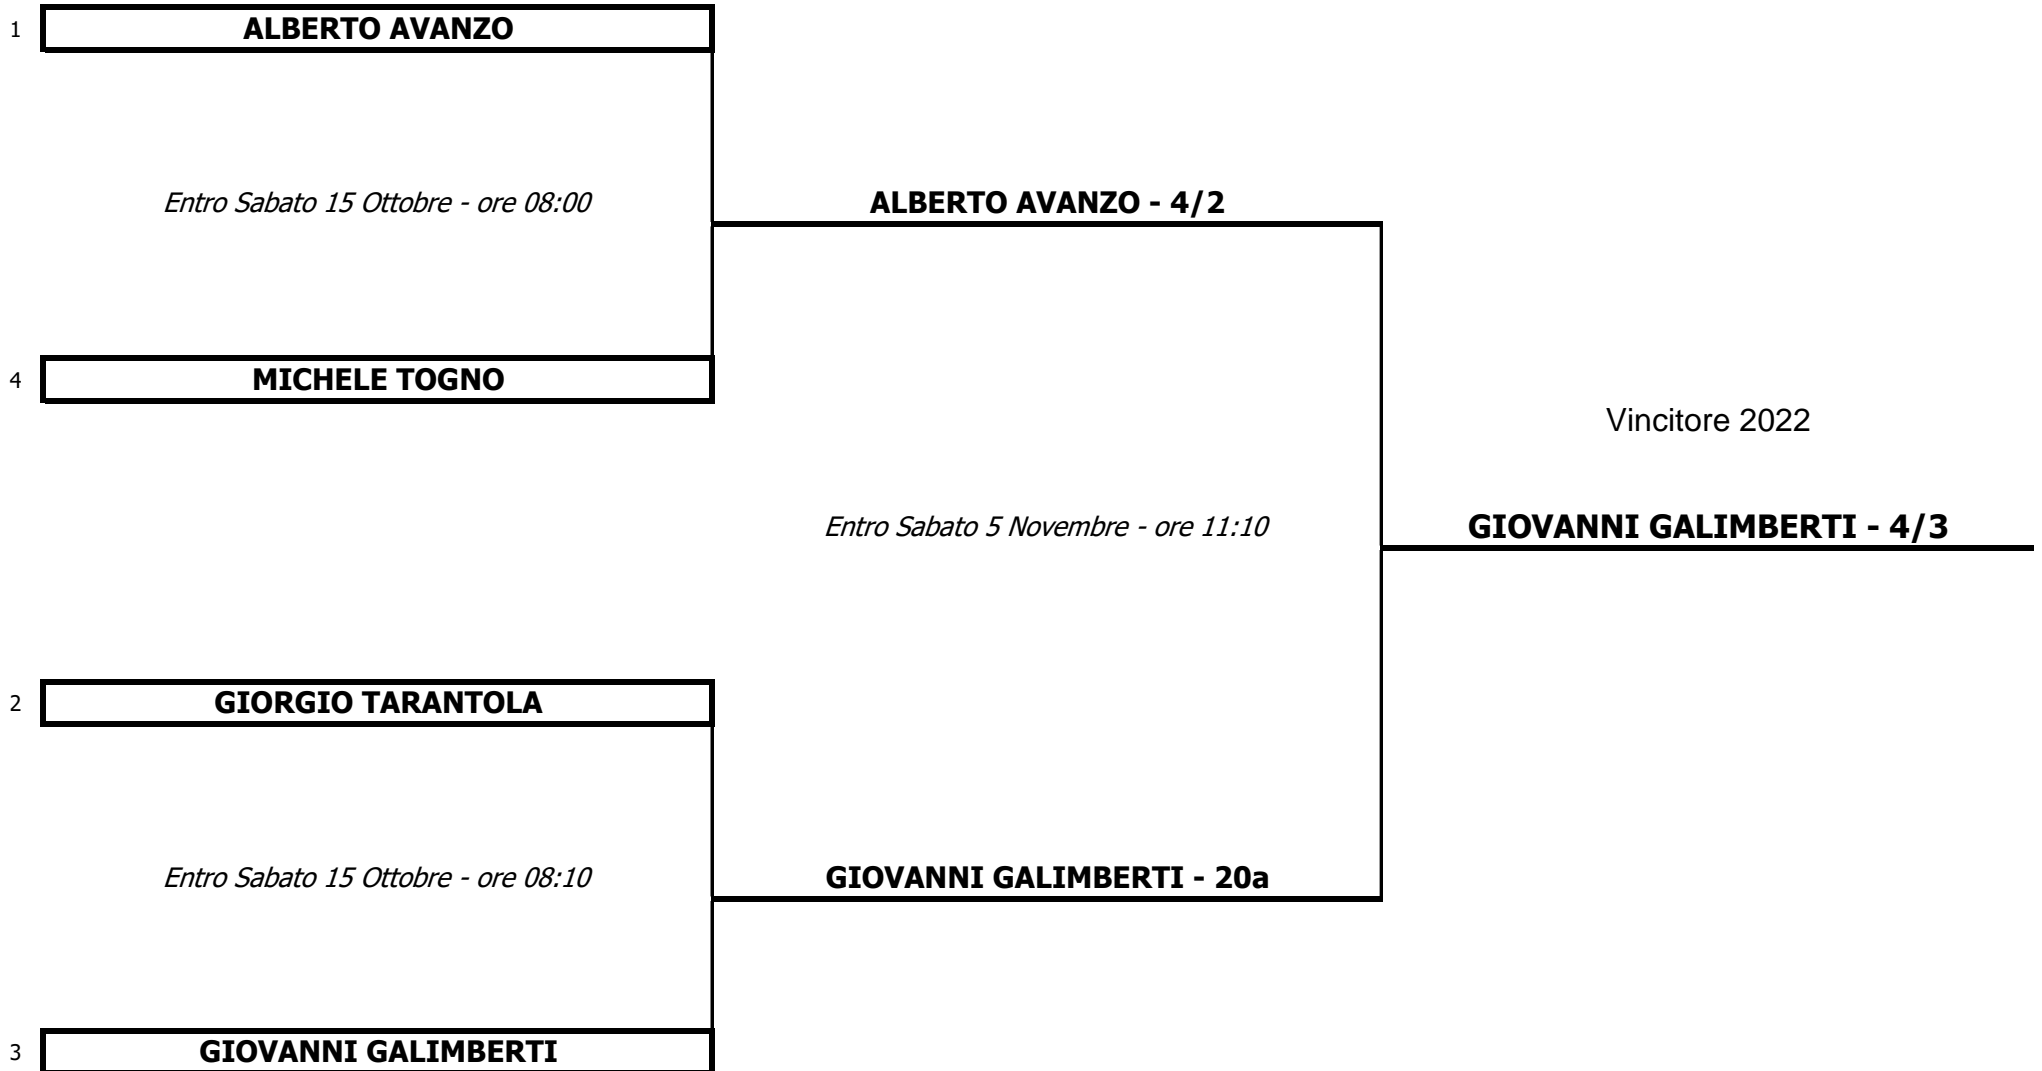 1 ALBERTO AVANZO
Entro Sabato 15 Ottobre - ore 08:00
ALBERTO AVANZO - 4/2
4 MICHELE TOGNO
Vincitore 2022
Entro Sabato 5 Novembre - ore 11:10
GIOVANNI GALIMBERTI - 4/3
2 GIORGIO TARANTOLA
Entro Sabato 15 Ottobre - ore 08:10
GIOVANNI GALIMBERTI - 20a
3 GIOVANNI GALIMBERTI